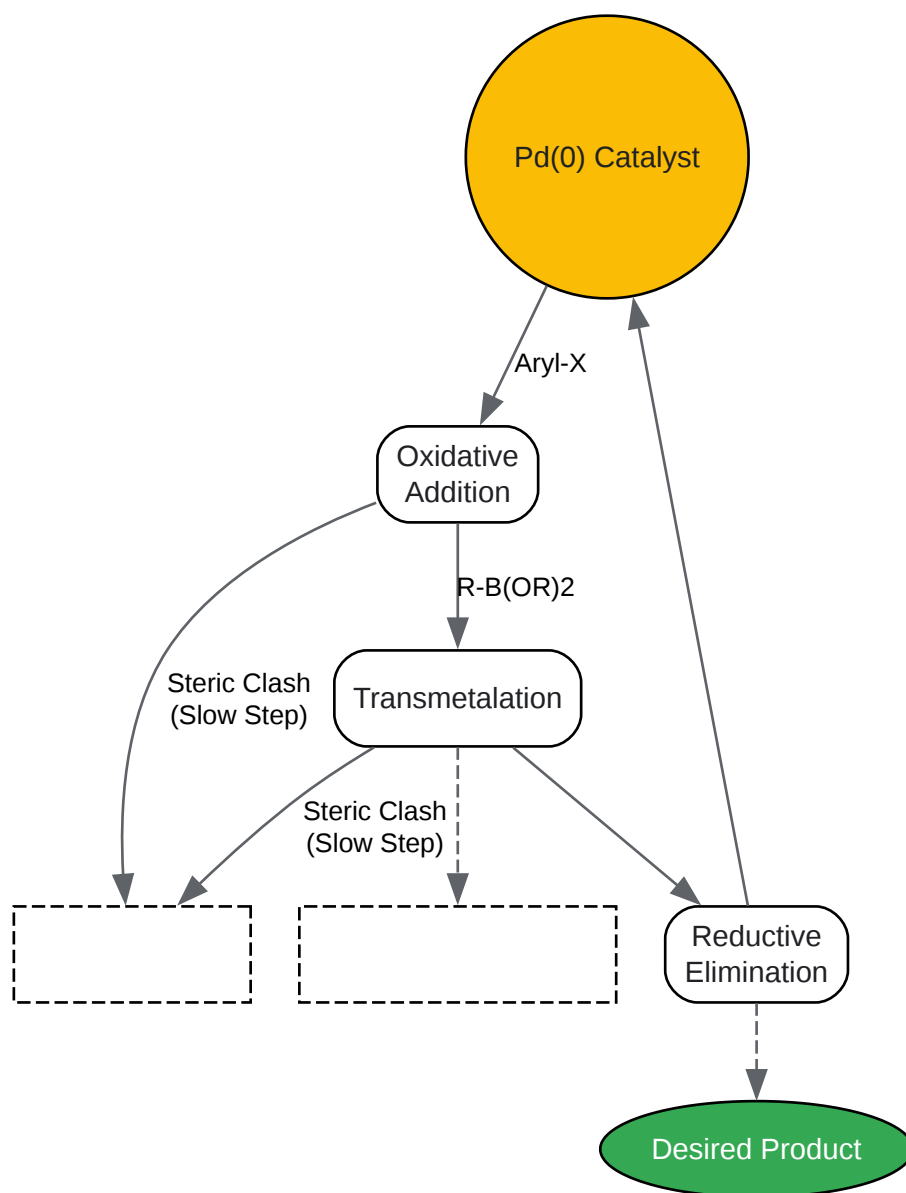 Pd(0) Catalyst
Aryl-X
Oxidative
Addition
R-B(OR)2
Steric Clash
(Slow Step)
Transmetalation
Steric Clash
(Slow Step)
Reductive
Elimination
Desired Product